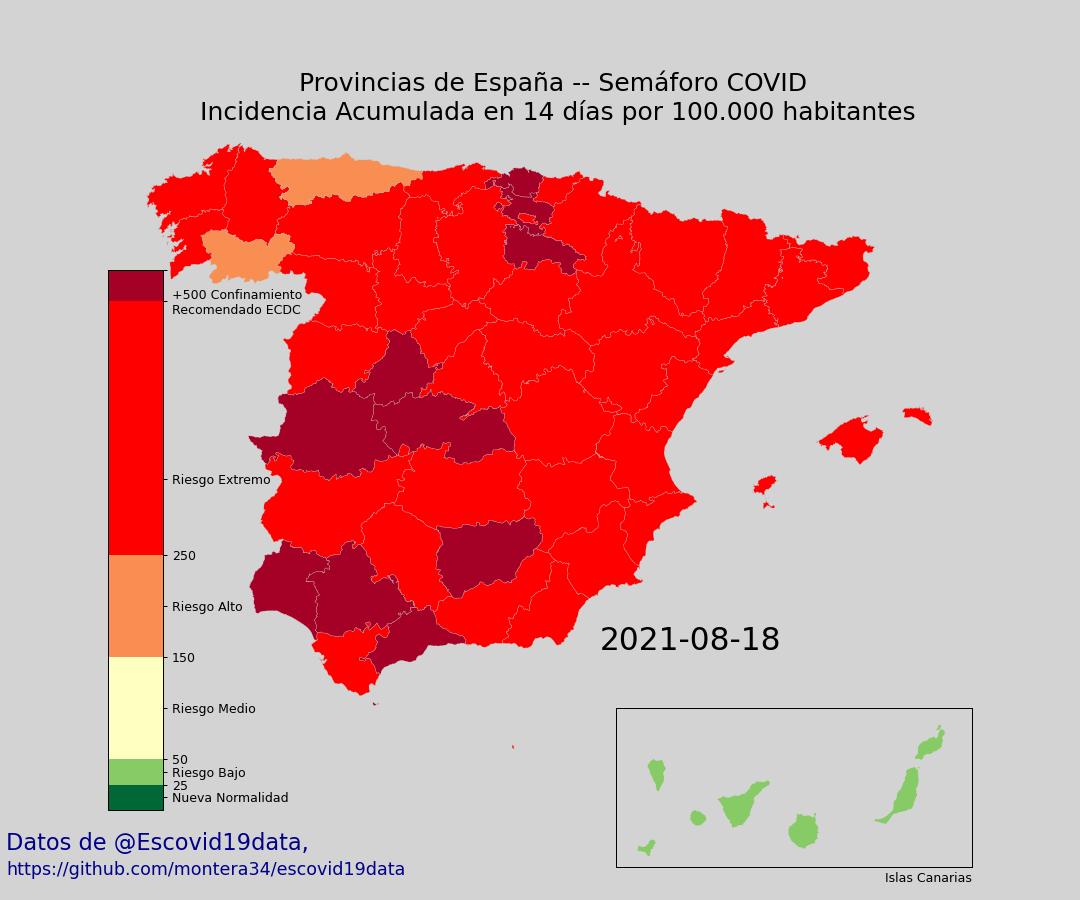 Provincias de España -- Semáforo COVID
Incidencia Acumulada en 14 días por 100.000 habitantes
+500 Confinamiento
Recomendado ECDC
Riesgo Extremo
250
Riesgo Alto
150
Riesgo Medio
50
Riesgo Bajo
25
Nueva Normalidad
2021-08-18
Islas Canarias
Datos de @Escovid19data,
https://github.com/montera34/escovid19data